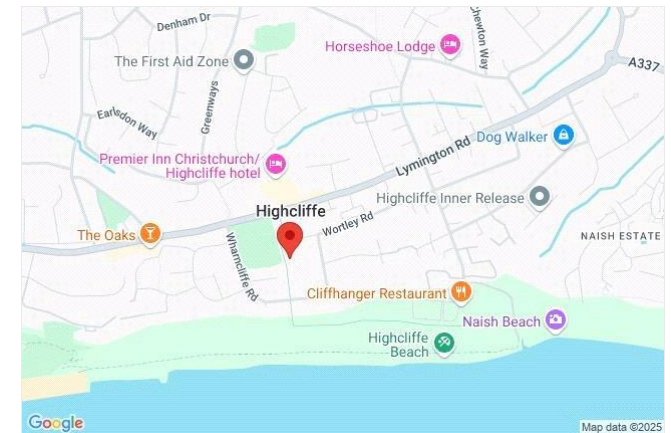 Denham Dr
Chewton Way
Horseshoe Lodge
The First Aid Zone
A337
Greenways
Earlsdon Way
Dog Walker
Lymington Rd
Premier Inn Christchurch/
Highcliffe hotel
Highcliffe Inner Release
Highcliffe
Wortley Rd
The Oaks
Wharncliffe Rd
NAISH ESTATE
Cliffhanger Restaurant
Naish Beach
Highcliffe
Beach
Google
Map data ©2025